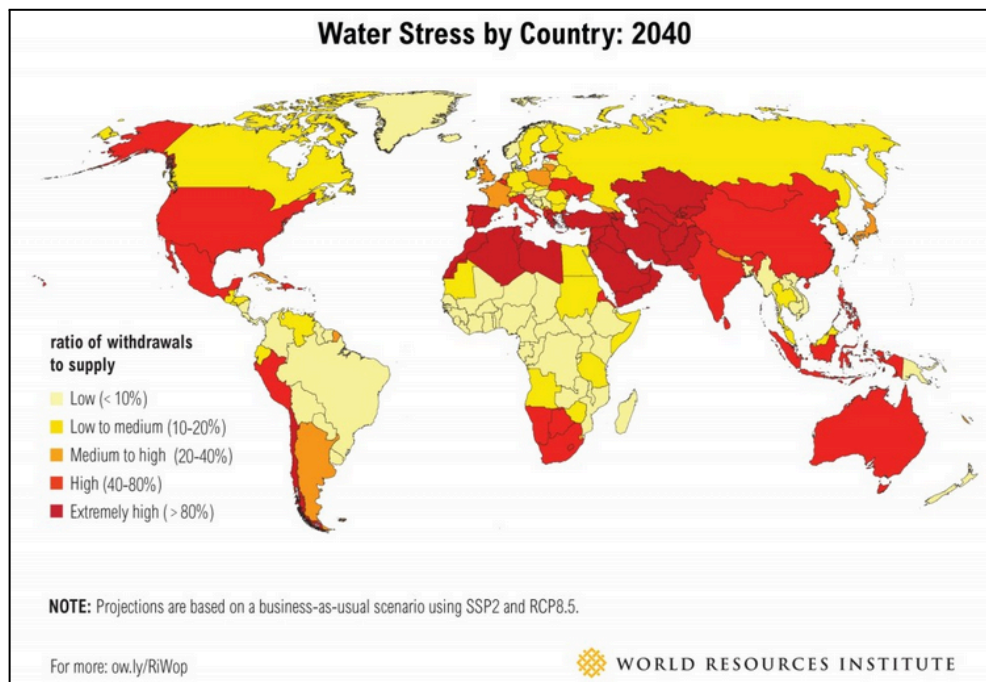 Water Stress by Country: 2040
ratio of withdrawals
to supply
Low (< 10%)
Low to medium (10-20%)
Medium to high (20-40%)
High (40-80%)
Extremely high (> 80%)
NOTE: Projections are based on a business-as-usual scenario using SSP2 and RCP8.5.
For more: ow.ly/RiWop
WORLD RESOURCES INSTITUTE